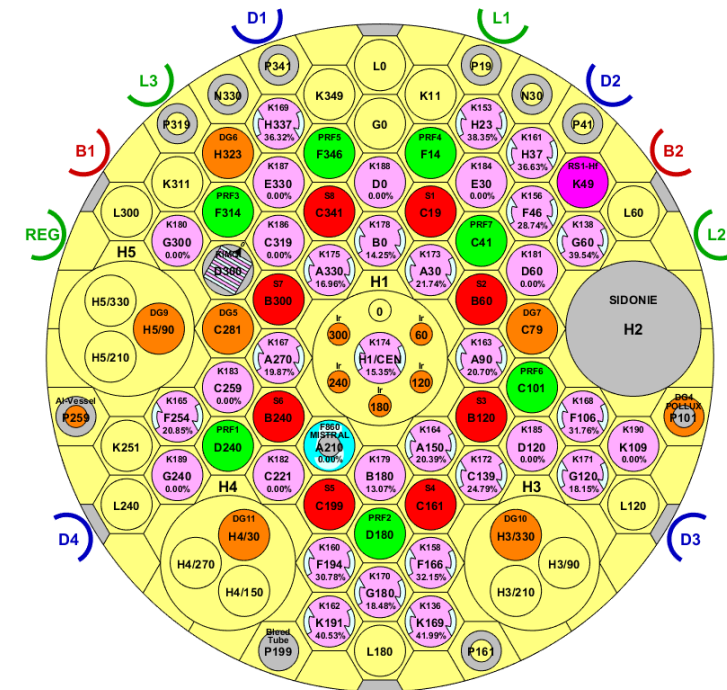 D1
L1
L3
D2
B1
B2
REG
L2
D4
D3
P341
L0
P19
N330
K349
K11
N30
P319
K169
H337
36.32%
G0
K153
H23
38.35%
P41
DG6
H323
PRF5
F346
PRF4
F14
K161
H37
36.63%
K311
K187
E330
0.00%
K188
D0
0.00%
K184
E30
0.00%
RS1-Hf
K49
L300
PRF3
F314
S8
C341
S1
C19
K156
F46
28.74%
L60
K180
G300
0.00%
K186
C319
0.00%
K178
B0
14.25%
PRF7
C41
K138
G60
39.54%
H5
D360
K175
A330
16.96%
K173
A30
21.74%
K181
D60
0.00%
H1
H5/330
S7
B300
0
S2
B60
SIDONIE
H2
DG9
H5/90
DG5
C281
Ir
300
Ir
60
DG7
C79
H5/210
K167
A270
19.87%
K174
H1/CEN
15.35%
K163
A90
20.70%
K183
C259
0.00%
Ir
240
Ir
120
PRF6
C101
Al-Vessel
P259
K165
F254
20.85%
S6
B240
Ir
180
S3
B120
K168
F106
31.76%
DG4
POLLUX
P101
K251
PRF1
D240
F860
MISTRAL
A210
0.00%
K164
A150
20.39%
K185
D120
0.00%
K190
K109
0.00%
K189
G240
0.00%
K182
C221
0.00%
K179
B180
13.07%
K172
C139
24.79%
K171
G120
18.15%
H4
H3
L240
S5
C199
S4
C161
L120
DG11
H4/30
PRF2
D180
DG10
H3/330
H4/270
K160
F194
30.78%
K158
F166
32.15%
H3/90
H4/150
K170
G180
18.48%
H3/210
K162
K191
40.53%
K136
K169
41.99%
Bleed
Tube
P199
L180
P161